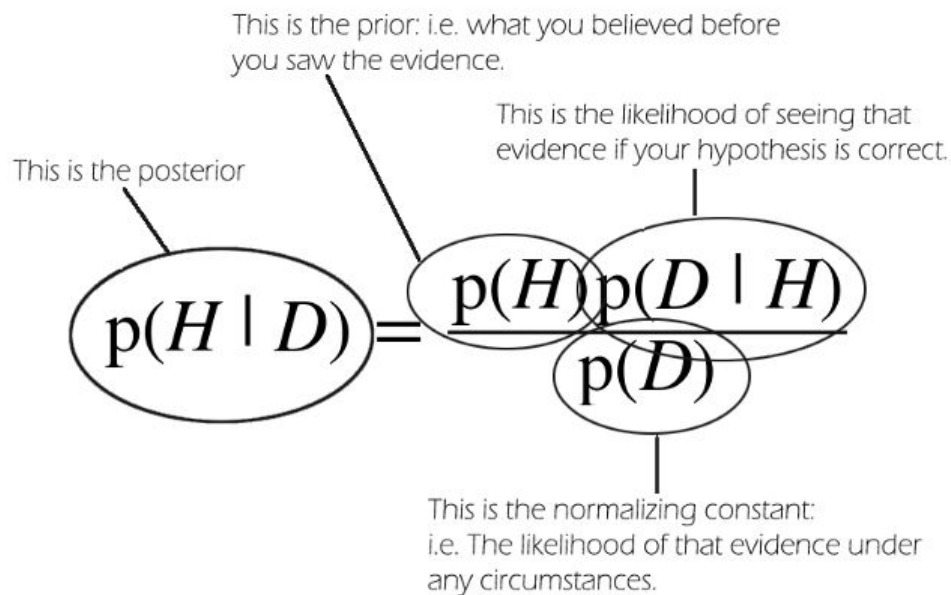 This is the prior: i.e. what you believed before
you saw the evidence.
This is the likelihood of seeing that
evidence if your hypothesis is correct.
This is the posterior
p(H | D) = p(H) p(D | H)
p(D)
This is the normalizing constant:
i.e. The likelihood of that evidence under
any circumstances.